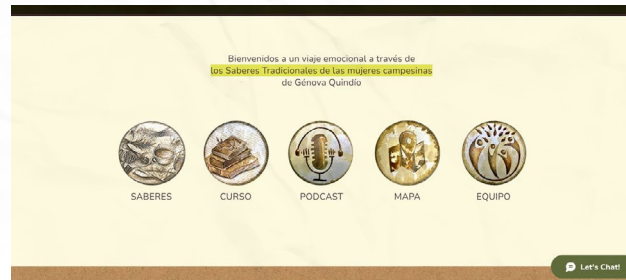 Bienvenidos a un viaje emocional a través de
los Saberes Tradicionales de las mujeres campesinas
de Génova Quindío
SABERES
CURSO
PODCAST
MAPA
EQUIPO
Let's Chat!